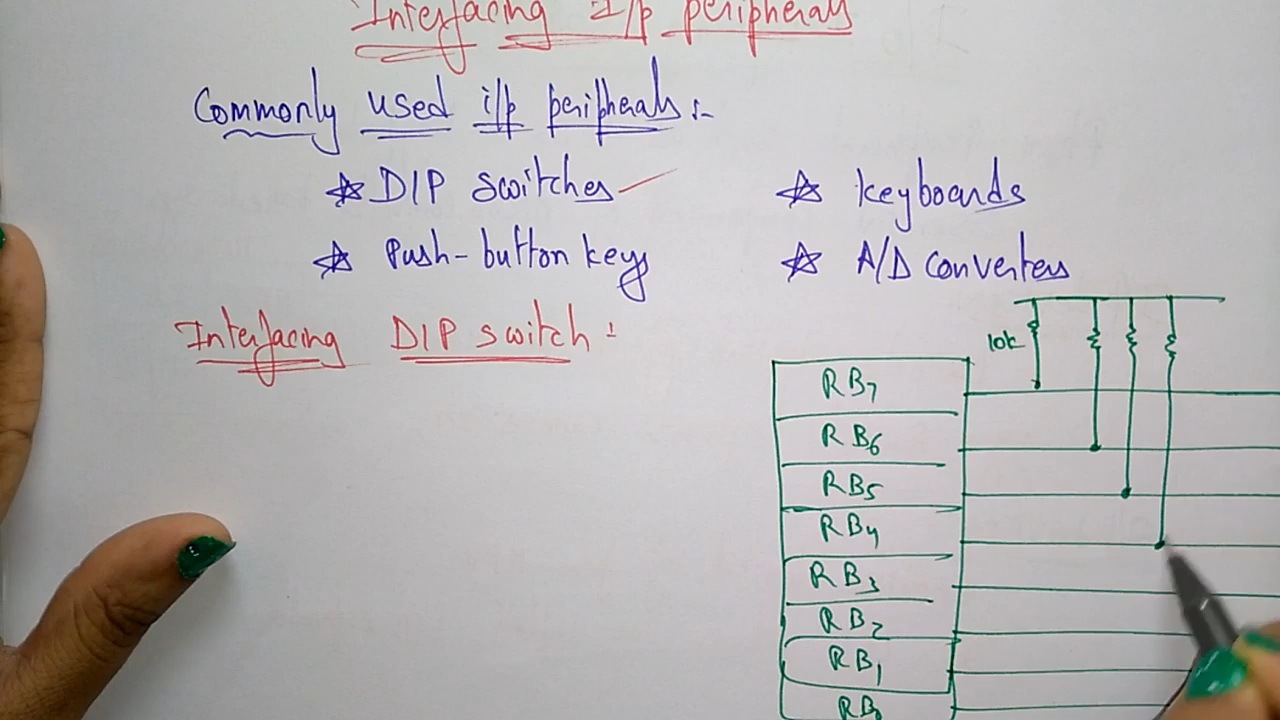 Interfacing I/p peripherals
Commonly used i/p peripherals :-
☆ DIP switches
☆ keyboards
☆ Push-button keys
☆ A/D converters
Interfacing DIP switch :
10k
RB7
RB6
RB5
RB4
RB3
RB2
RB1
RB0